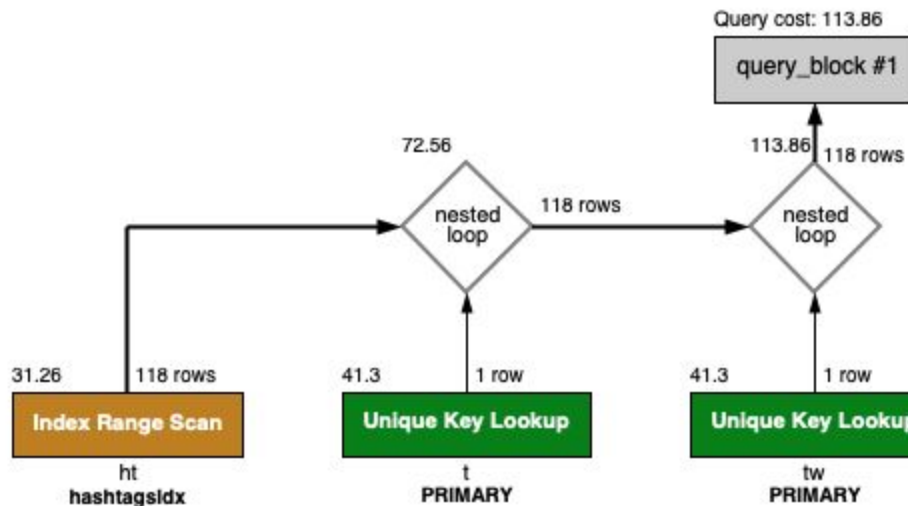 Query cost: 113.86
query_block #1
72.56
113.86
118 rows
nested
loop
118 rows
nested
loop
31.26
118 rows
41.3
1 row
41.3
1 row
Index Range Scan
Unique Key Lookup
Unique Key Lookup
ht
t
tw
hashtagsidx
PRIMARY
PRIMARY